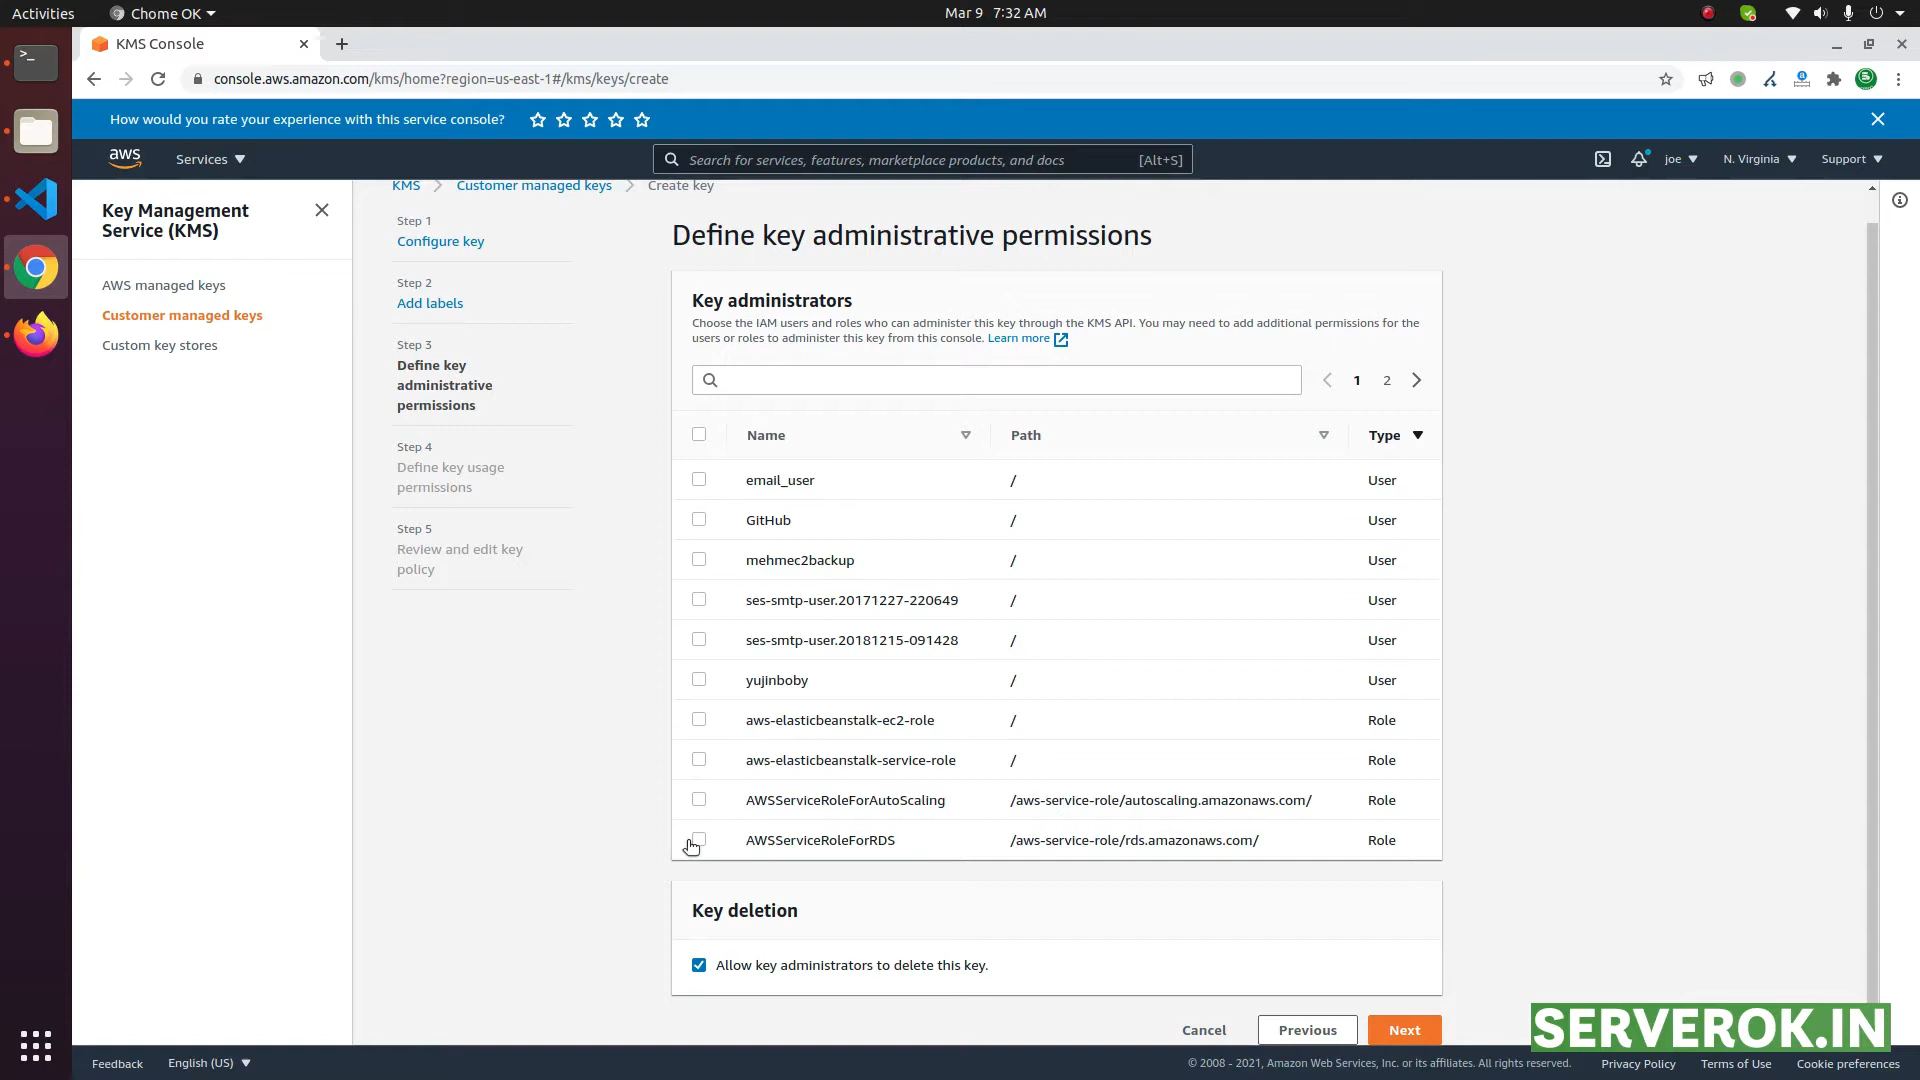 Activities
Chome OK
Mar 9 7:32 AM
KMS Console
console.aws.amazon.com/kms/home?region=us-east-1#/kms/keys/create
How would you rate your experience with this service console?
aws
Services
Search for services, features, marketplace products, and docs
[Alt+S]
joe
N. Virginia
Support
Key Management
Service (KMS)
AWS managed keys
Customer managed keys
Custom key stores
KMS
Customer managed keys
Create key
Step 1
Configure key
Step 2
Add labels
Step 3
Define key
administrative
permissions
Step 4
Define key usage
permissions
Step 5
Review and edit key
policy
Define key administrative permissions
Key administrators
Choose the IAM users and roles who can administer this key through the KMS API. You may need to add additional permissions for the
users or roles to administer this key from this console. Learn more
1 2
Name Path Type
email_user / User
GitHub / User
mehmec2backup / User
ses-smtp-user.20171227-220649 / User
ses-smtp-user.20181215-091428 / User
yujinboby / User
aws-elasticbeanstalk-ec2-role / Role
aws-elasticbeanstalk-service-role / Role
AWSServiceRoleForAutoScaling /aws-service-role/autoscaling.amazonaws.com/ Role
AWSServiceRoleForRDS /aws-service-role/rds.amazonaws.com/ Role
Key deletion
Allow key administrators to delete this key.
Cancel
Previous
Next
SERVEROK.IN
Feedback
English (US)
© 2008 - 2021, Amazon Web Services, Inc. or its affiliates. All rights reserved.
Privacy Policy
Terms of Use
Cookie preferences